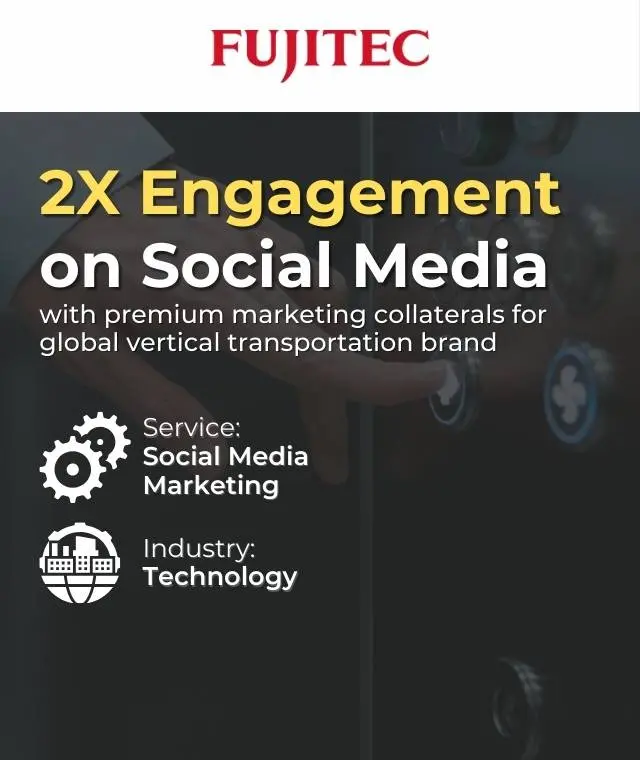 FUJITEC
2X Engagement
on Social Media
with premium marketing collaterals for
global vertical transportation brand
Service:
Social Media
Marketing
Industry:
Technology